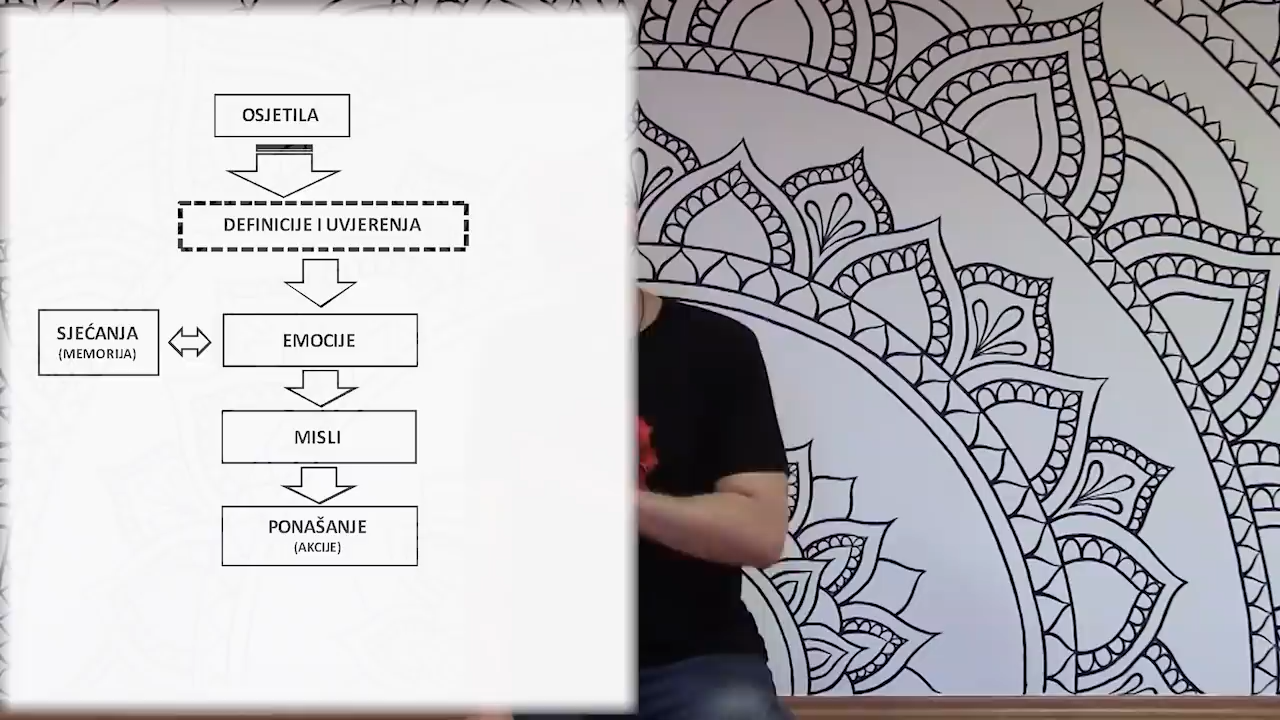 OSJETILA
DEFINICIJE I UVJERENJA
SJEĆANJA
(MEMORIJA)
EMOCIJE
MISLI
PONAŠANJE
(AKCIJE)